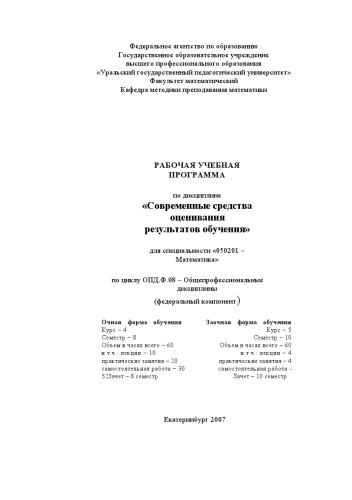 Федеральное агентство по образованию
Государственное образовательное учреждение
высшего профессионального образования
«Уральский государственный педагогический университет»
Факультет математический
Кафедра методики преподавания математики
РАБОЧАЯ УЧЕБНАЯ
ПРОГРАММА
по дисциплине
«Современные средства
оценивания
результатов обучения»
для специальности «050201 –
Математика»
по циклу ОПД.Ф.08 – Общепрофессиональные
дисциплины
(федеральный компонент)
Очная форма обучения
Курс – 4
Семестр – 8
Объем в часах всего – 60
в т.ч.: лекции – 10
практические занятия – 20
самостоятельная работа – 30
52Зачет – 8 семестр
Заочная форма обучения
Курс – 5
Семестр – 10
Объем в часах всего – 60
в т.ч.: лекции – 4
практические занятия – 4
самостоятельная работа -
Зачет – 10 семестр
Екатеринбург 2007